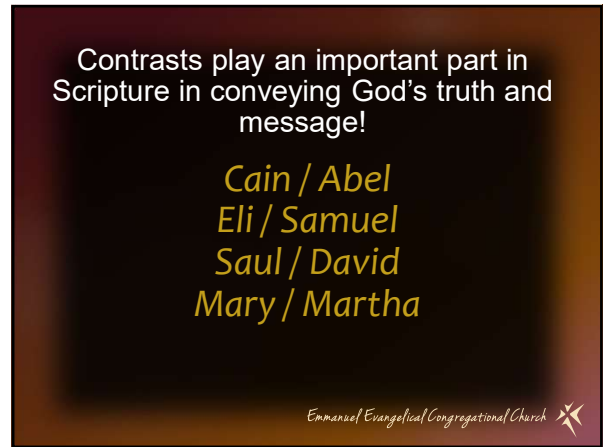 Contrasts play an important part in
Scripture in conveying God’s truth and
message!
Cain / Abel
Eli / Samuel
Saul / David
Mary / Martha
Emmanuel Evangelical Congregational Church